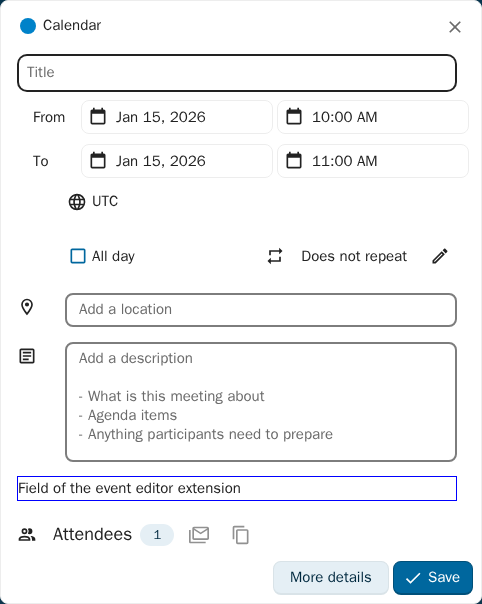 Calendar
Title
From Jan 15, 2026 10:00 AM
To Jan 15, 2026 11:00 AM
UTC
All day Does not repeat
Add a location
Add a description
- What is this meeting about
- Agenda items
- Anything participants need to prepare
Field of the event editor extension
Attendees 1
More details Save